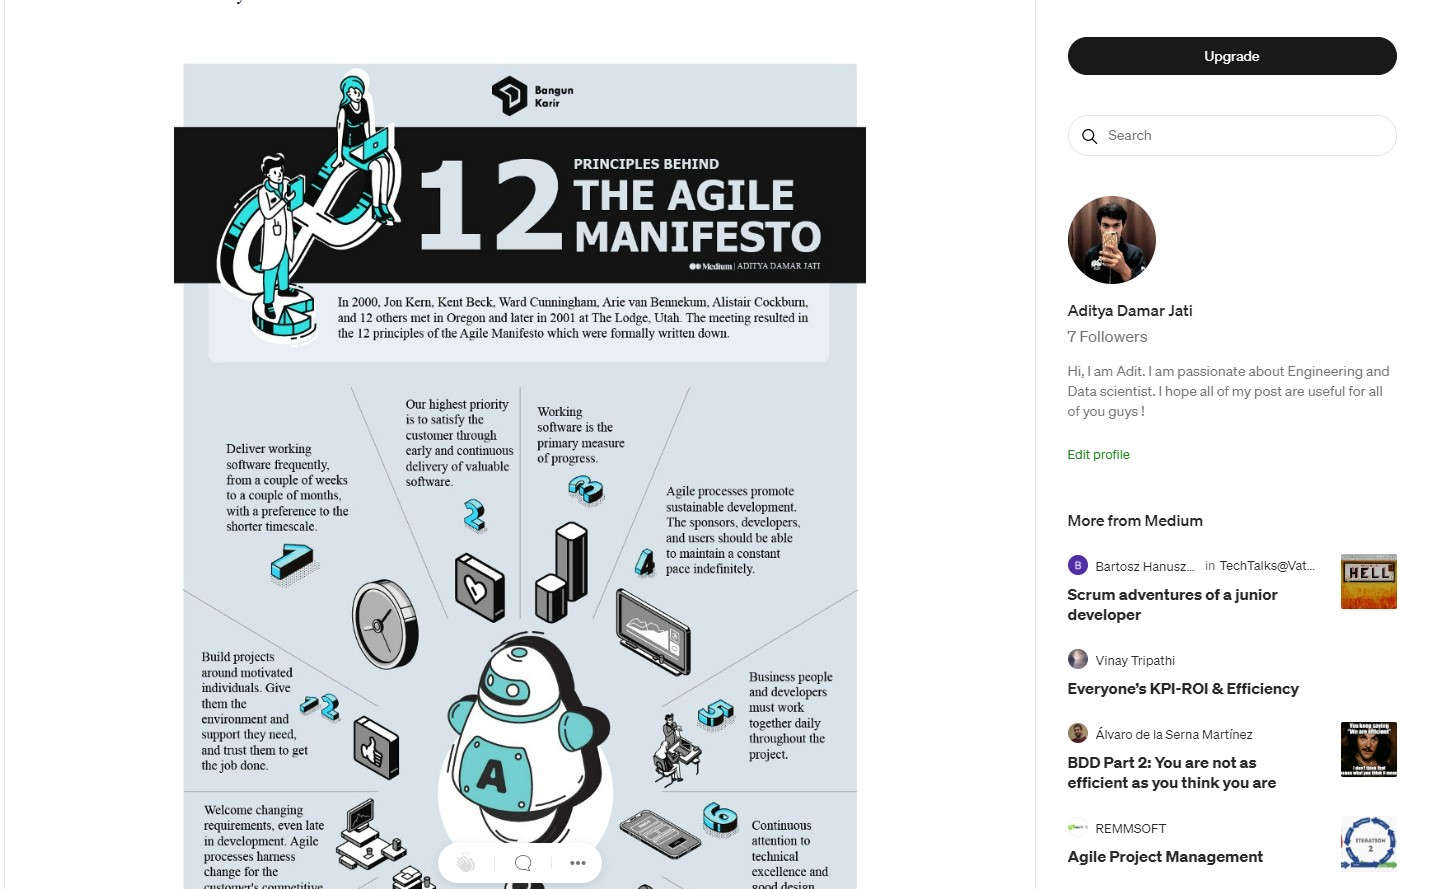 Bangun
Karir
12
PRINCIPLES BEHIND
THE AGILE
MANIFESTO
Medium | ADITYA DAMAR JATI
In 2000, Jon Kern, Kent Beck, Ward Cunningham, Arie van Bennekum, Alistair Cockburn,
and 12 others met in Oregon and later in 2001 at The Lodge, Utah. The meeting resulted in
the 12 principles of the Agile Manifesto which were formally written down.
Deliver working
software frequently,
from a couple of weeks
to a couple of months,
with a preference to the
shorter timescale.
1
Our highest priority
is to satisfy the
customer through
early and continuous
delivery of valuable
software.
2
Working
software is the
primary measure
of progress.
3
Agile processes promote
sustainable development.
The sponsors, developers,
and users should be able
to maintain a constant
pace indefinitely.
4
Build projects
around motivated
individuals. Give
them the
environment and
support they need,
and trust them to get
the job done.
12
Business people
and developers
must work
together daily
throughout the
project.
5
A
Welcome changing
requirements, even late
in development. Agile
processes harness
change for the
customer's competitive
6
Continuous
attention to
technical
excellence and
good design
Upgrade
Search
Aditya Damar Jati
7 Followers
Hi, I am Adit. I am passionate about Engineering and
Data scientist. I hope all of my post are useful for all
of you guys !
Edit profile
More from Medium
B Bartosz Hanusz... in TechTalks@Vat...
Scrum adventures of a junior
developer
HELL
Vinay Tripathi
Everyone's KPI-ROI & Efficiency
Álvaro de la Serna Martínez
BDD Part 2: You are not as
efficient as you think you are
You keep saying
"We are efficient"
REMMSOFT
Agile Project Management
ITERATION
2